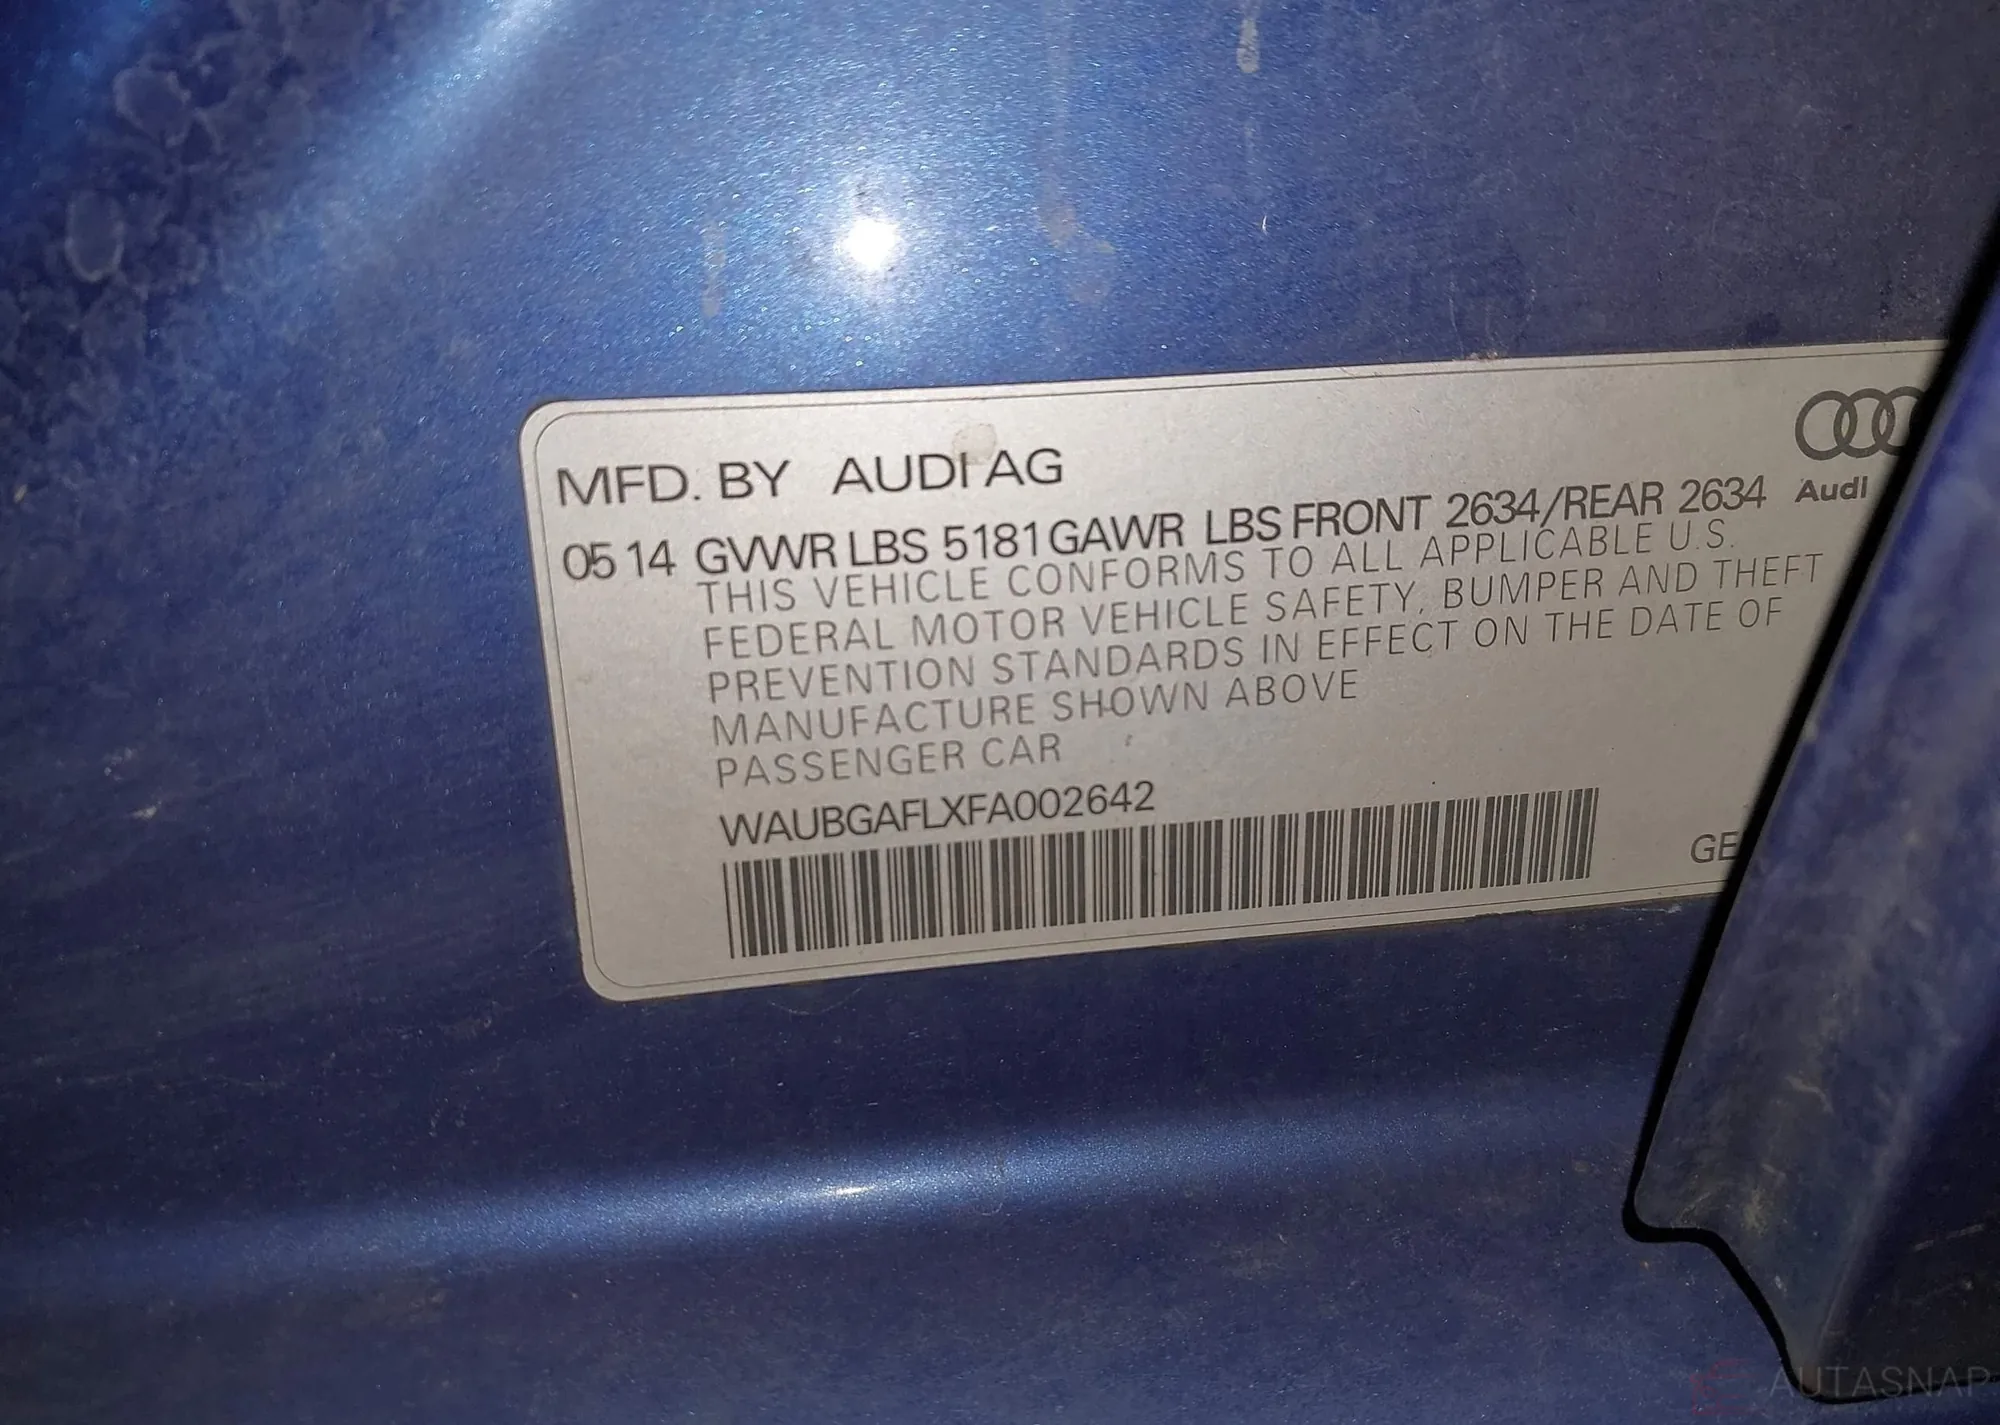 MFD. BY AUDI AG
Audi
05 14 GVWR LBS 5181 GAWR LBS FRONT 2634/REAR 2634
THIS VEHICLE CONFORMS TO ALL APPLICABLE U.S.
FEDERAL MOTOR VEHICLE SAFETY, BUMPER AND THEFT
PREVENTION STANDARDS IN EFFECT ON THE DATE OF
MANUFACTURE SHOWN ABOVE
PASSENGER CAR
WAUBGAFLXFA002642
GE
AUTASNAP